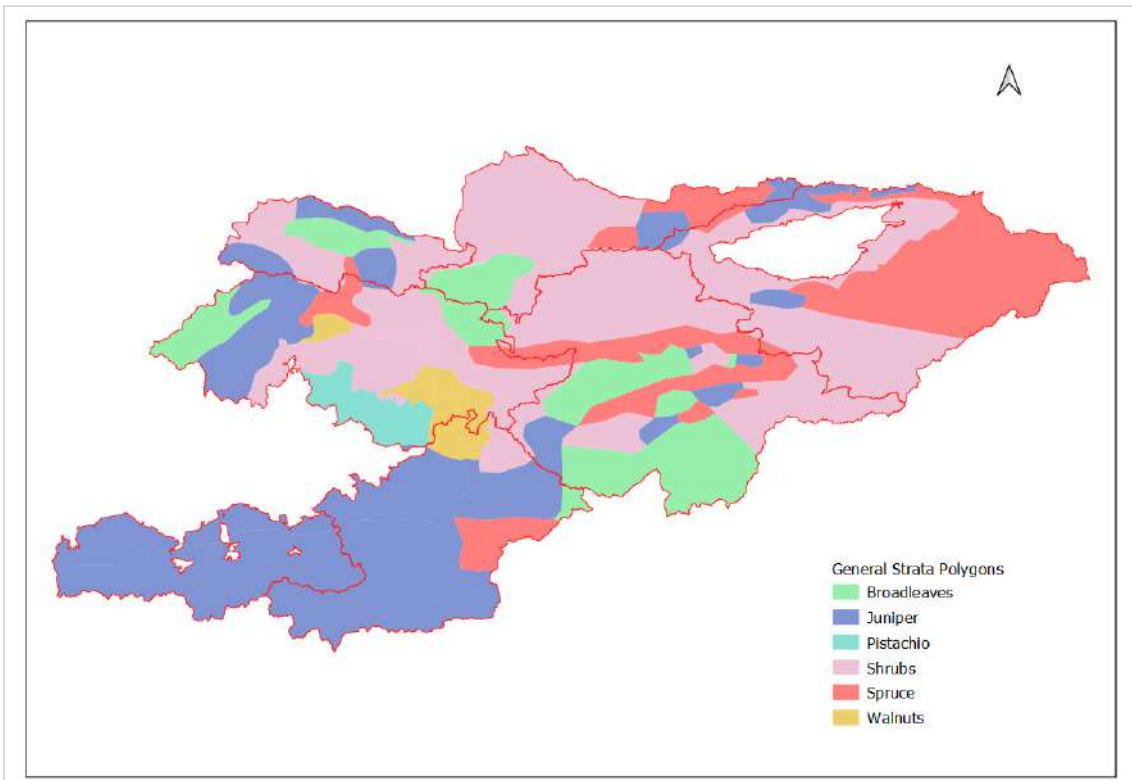 General Strata Polygons
Broadleaves
Juniper
Pistachio
Shrubs
Spruce
Walnuts